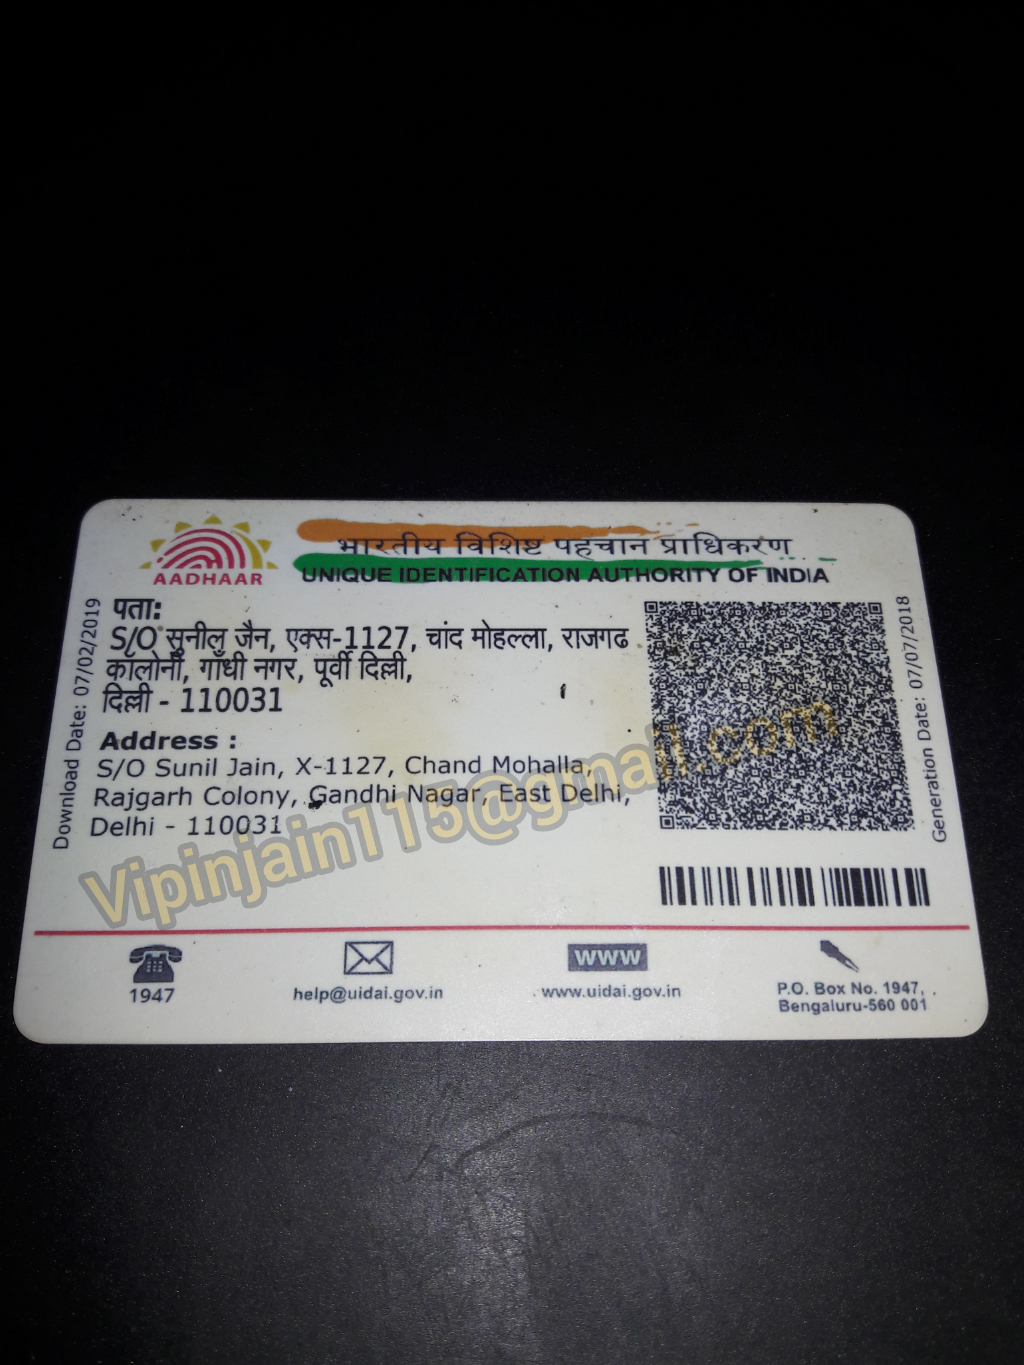 भारतीय विशिष्ट पहचान प्राधिकरण
AADHAAR
UNIQUE IDENTIFICATION AUTHORITY OF INDIA
पता:
S/O सुनील जैन, एक्स-1127, चांद मोहल्ला, राजगढ
कॉलोनी, गाँधी नगर, पूर्वी दिल्ली,
दिल्ली - 110031
Address :
S/O Sunil Jain, X-1127, Chand Mohalla,
Rajgarh Colony, Gandhi Nagar, East Delhi,
Delhi - 110031
Download Date: 07/02/2019
Generation Date: 07/07/2018
Vipinjain115@gmail.com
1947
help@uidai.gov.in
www
www.uidai.gov.in
P.O. Box No. 1947,
Bengaluru-560 001